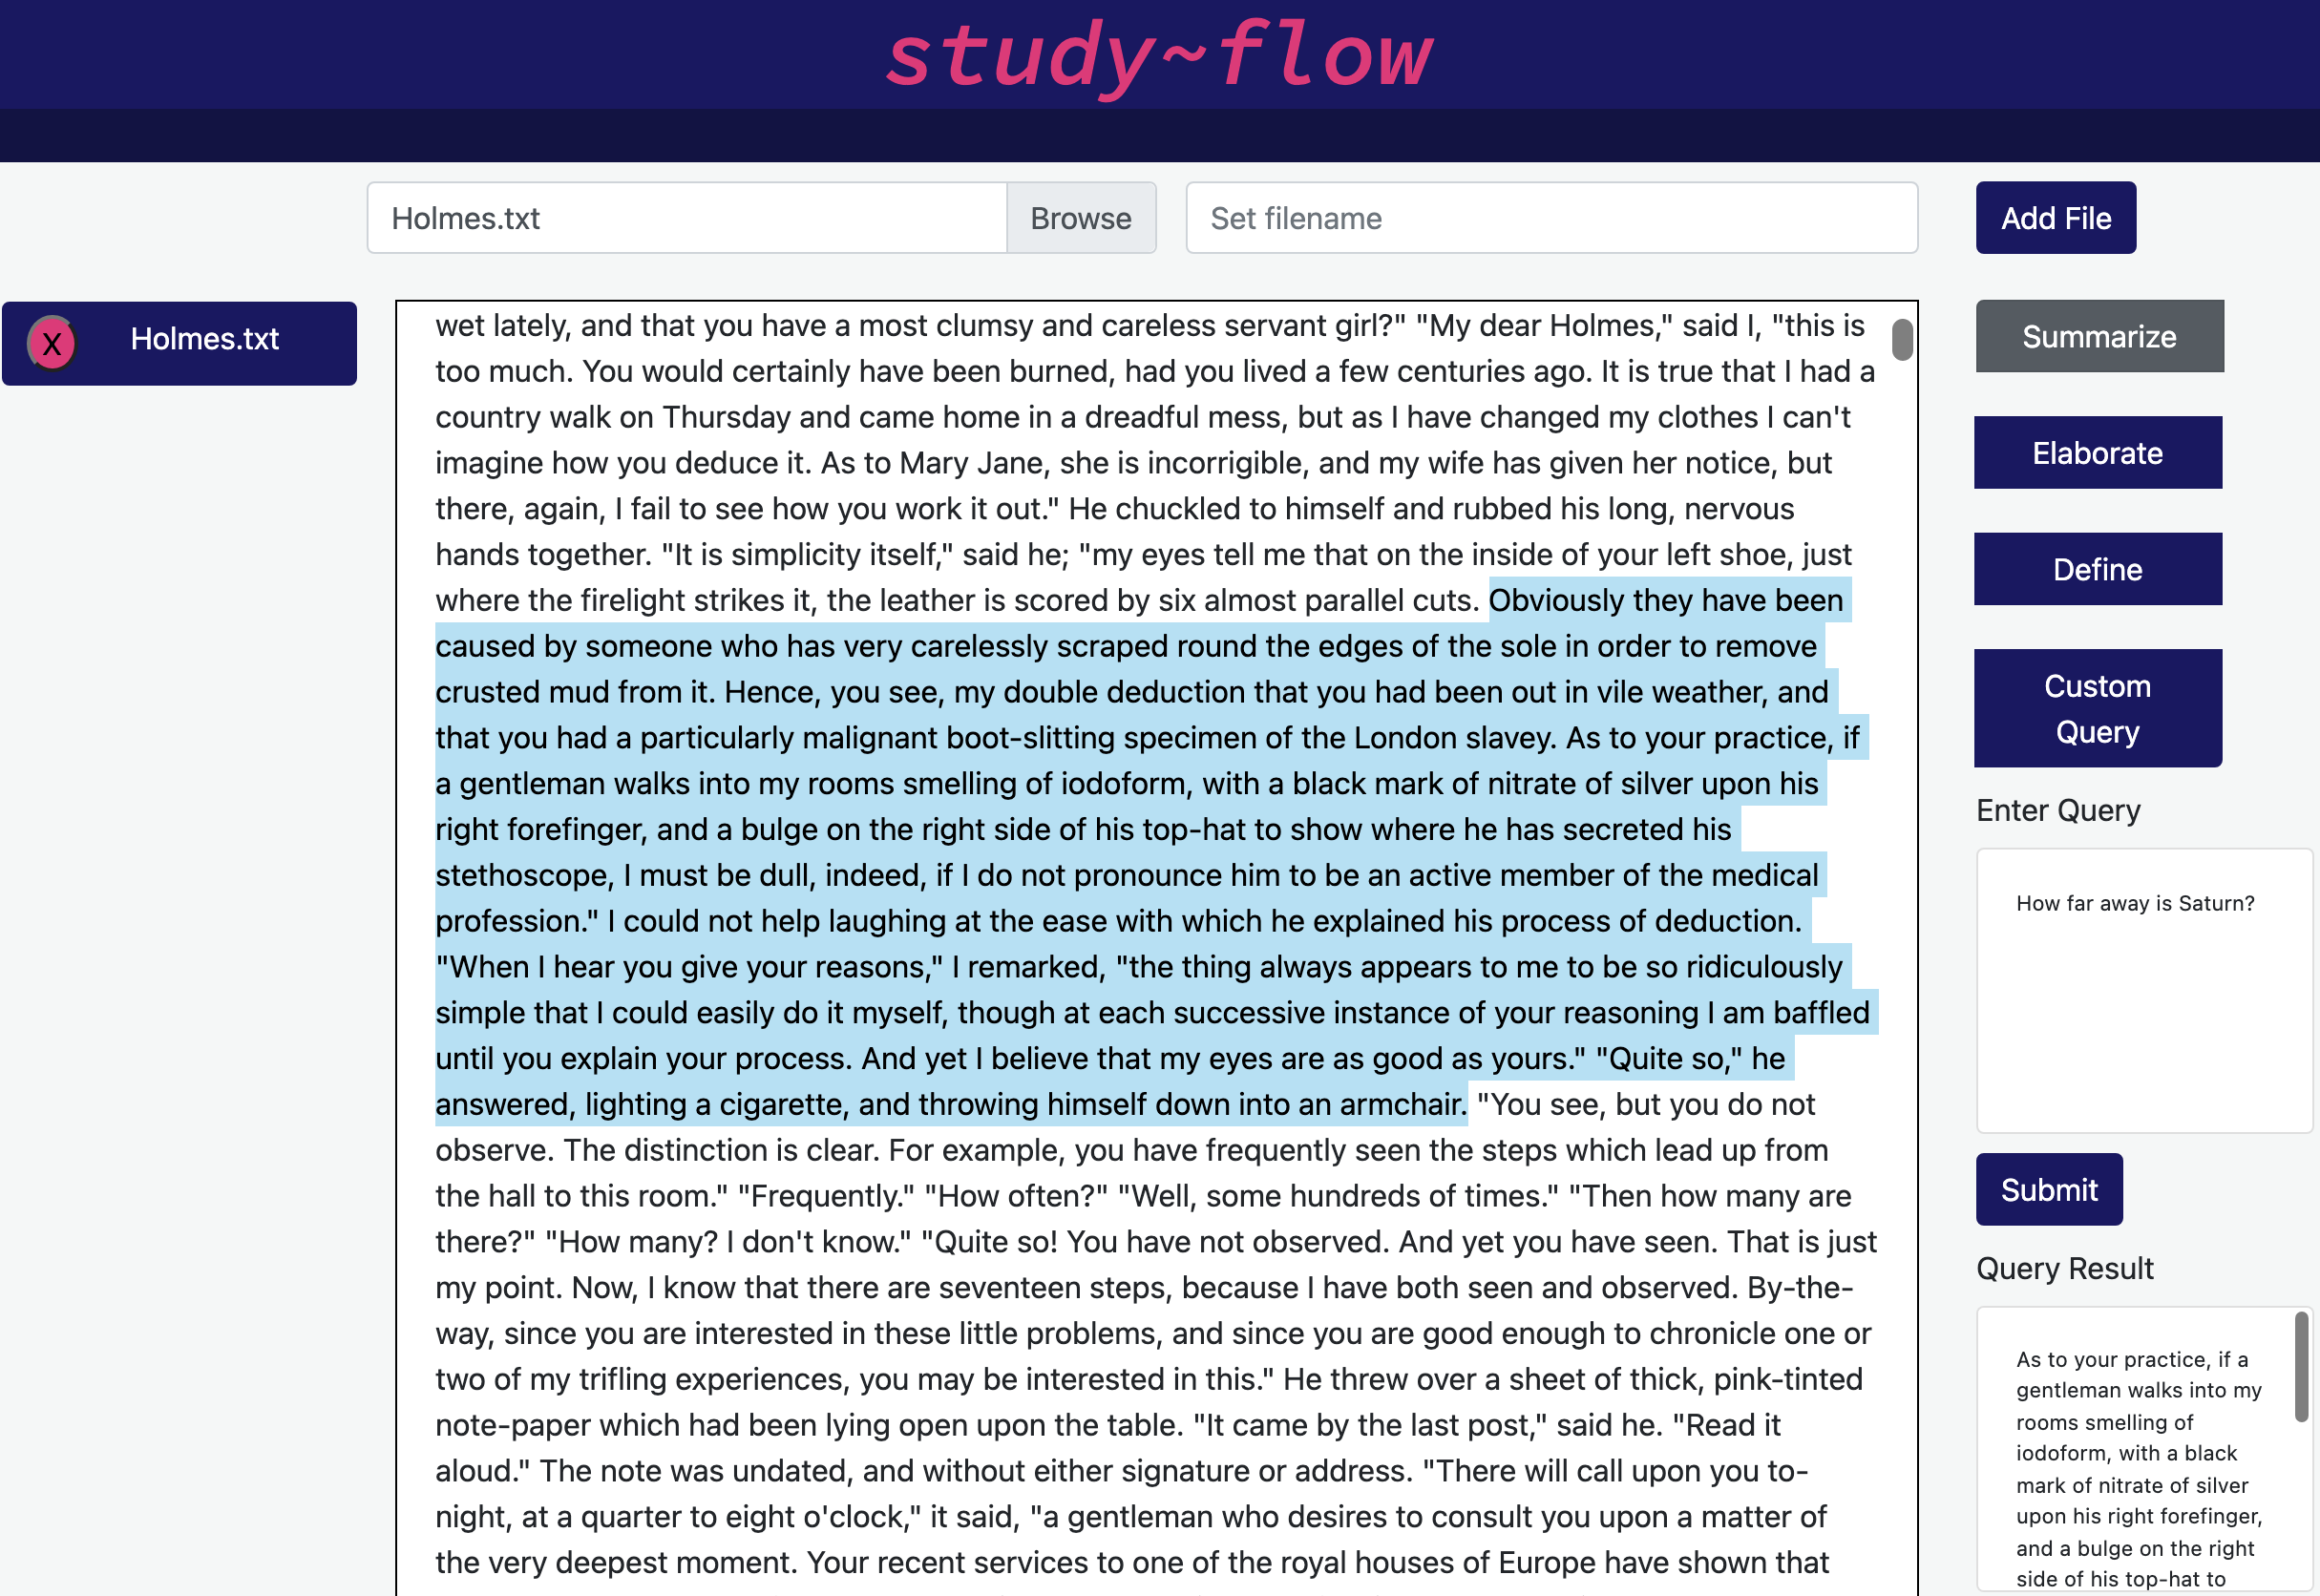 study~flow
Holmes.txt
Browse
Set filename
Add File
X
Holmes.txt
wet lately, and that you have a most clumsy and careless servant girl?" "My dear Holmes," said I, "this is
too much. You would certainly have been burned, had you lived a few centuries ago. It is true that I had a
country walk on Thursday and came home in a dreadful mess, but as I have changed my clothes I can't
imagine how you deduce it. As to Mary Jane, she is incorrigible, and my wife has given her notice, but
there, again, I fail to see how you work it out." He chuckled to himself and rubbed his long, nervous
hands together. "It is simplicity itself," said he; "my eyes tell me that on the inside of your left shoe, just
where the firelight strikes it, the leather is scored by six almost parallel cuts. Obviously they have been
caused by someone who has very carelessly scraped round the edges of the sole in order to remove
crusted mud from it. Hence, you see, my double deduction that you had been out in vile weather, and
that you had a particularly malignant boot-slitting specimen of the London slavey. As to your practice, if
a gentleman walks into my rooms smelling of iodoform, with a black mark of nitrate of silver upon his
right forefinger, and a bulge on the right side of his top-hat to show where he has secreted his
stethoscope, I must be dull, indeed, if I do not pronounce him to be an active member of the medical
profession." I could not help laughing at the ease with which he explained his process of deduction.
"When I hear you give your reasons," I remarked, "the thing always appears to me to be so ridiculously
simple that I could easily do it myself, though at each successive instance of your reasoning I am baffled
until you explain your process. And yet I believe that my eyes are as good as yours." "Quite so," he
answered, lighting a cigarette, and throwing himself down into an armchair. "You see, but you do not
observe. The distinction is clear. For example, you have frequently seen the steps which lead up from
the hall to this room." "Frequently." "How often?" "Well, some hundreds of times." "Then how many are
there?" "How many? I don't know." "Quite so! You have not observed. And yet you have seen. That is just
my point. Now, I know that there are seventeen steps, because I have both seen and observed. By-the-
way, since you are interested in these little problems, and since you are good enough to chronicle one or
two of my trifling experiences, you may be interested in this." He threw over a sheet of thick, pink-tinted
note-paper which had been lying open upon the table. "It came by the last post," said he. "Read it
aloud." The note was undated, and without either signature or address. "There will call upon you to-
night, at a quarter to eight o'clock," it said, "a gentleman who desires to consult you upon a matter of
the very deepest moment. Your recent services to one of the royal houses of Europe have shown that
Summarize
Elaborate
Define
Custom
Query
Enter Query
How far away is Saturn?
Submit
Query Result
As to your practice, if a
gentleman walks into my
rooms smelling of
iodoform, with a black
mark of nitrate of silver
upon his right forefinger,
and a bulge on the right
side of his top-hat to